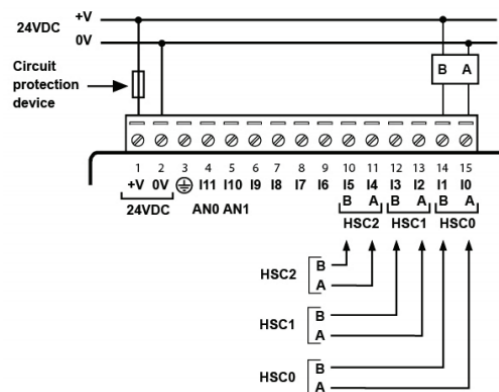 +V
24VDC
0V
Circuit
protection
device
B A
1 2 3 4 5 6 7 8 9 10 11 12 13 14 15
+V 0V I11 I10 I9 I8 I7 I6 I5 I4 I3 I2 I1 I0
B A B A B A
24VDC AN0 AN1 HSC2 HSC1 HSC0
B
HSC2
A
B
HSC1
A
B
HSC0
A